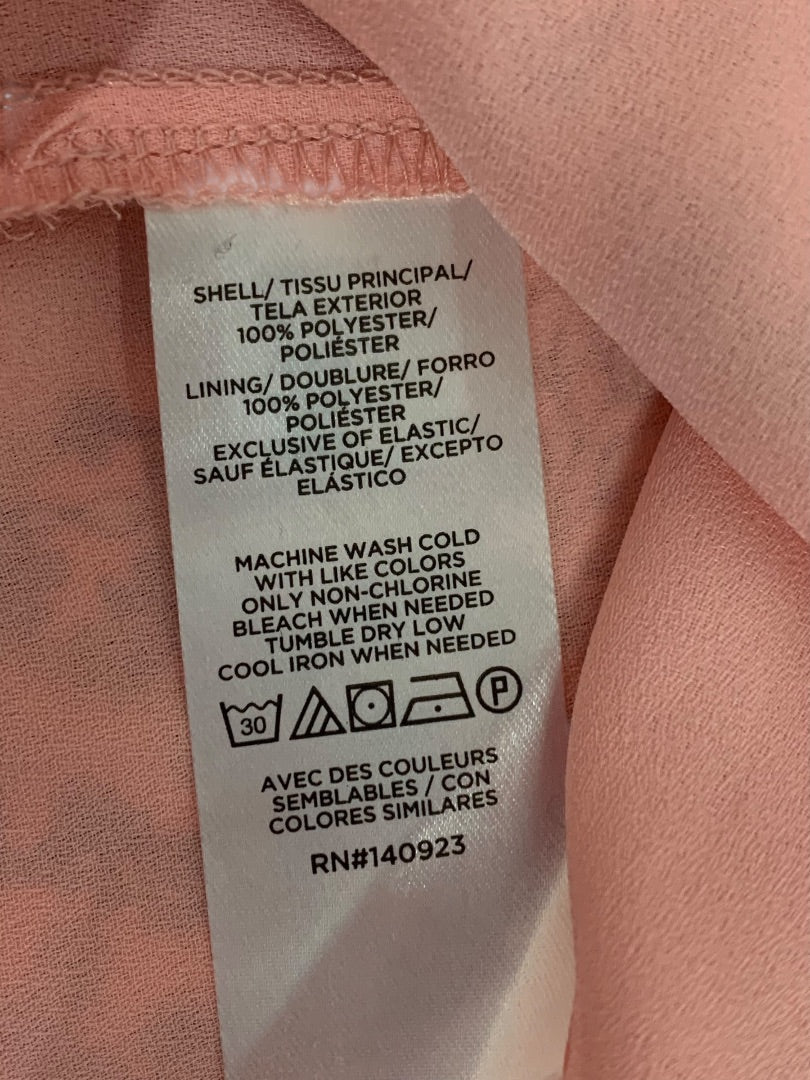 SHELL/ TISSU PRINCIPAL/
TELA EXTERIOR
100% POLYESTER/
POLIÉSTER
LINING/ DOUBLURE/ FORRO
100% POLYESTER/
POLIÉSTER
EXCLUSIVE OF ELASTIC/
SAUF ÉLASTIQUE/ EXCEPTO
ELÁSTICO
MACHINE WASH COLD
WITH LIKE COLORS
ONLY NON-CHLORINE
BLEACH WHEN NEEDED
TUMBLE DRY LOW
COOL IRON WHEN NEEDED
30 P
AVEC DES COULEURS
SEMBLABLES / CON
COLORES SIMILARES
RN#140923